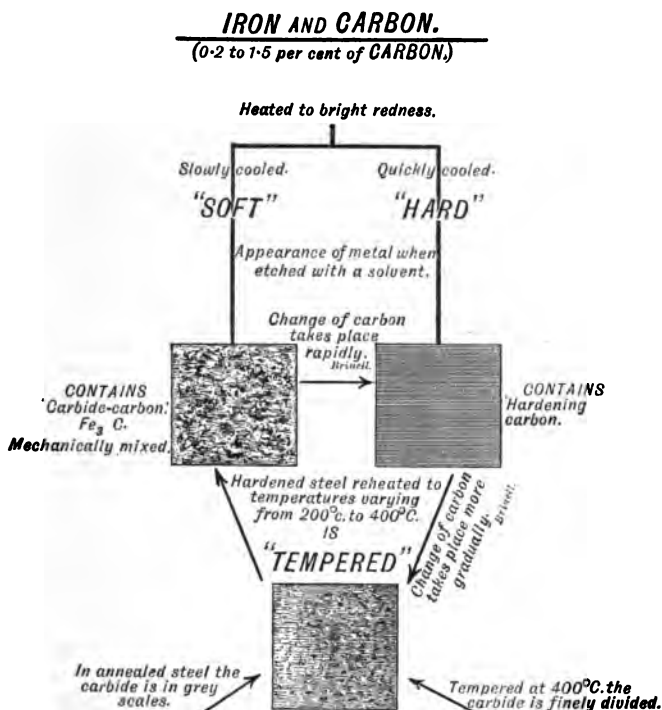 IRON AND CARBON.
(0·2 to 1·5 per cent of CARBON.)
Heated to bright redness.
Slowly cooled.
"SOFT"
Quickly cooled.
"HARD"
Appearance of metal when
etched with a solvent.
Change of carbon
takes place
rapidly.
Brinell.
CONTAINS
'Carbide-carbon.'
Fe3 C.
Mechanically mixed.
CONTAINS
'Hardening
carbon.
Hardened steel reheated to
temperatures varying
from 200°c. to 400°C.
IS
"TEMPERED"
Change of carbon
takes place more
gradually.
Brinell.
In annealed steel the
carbide is in grey
scales.
Tempered at 400°C. the
carbide is finely divided.